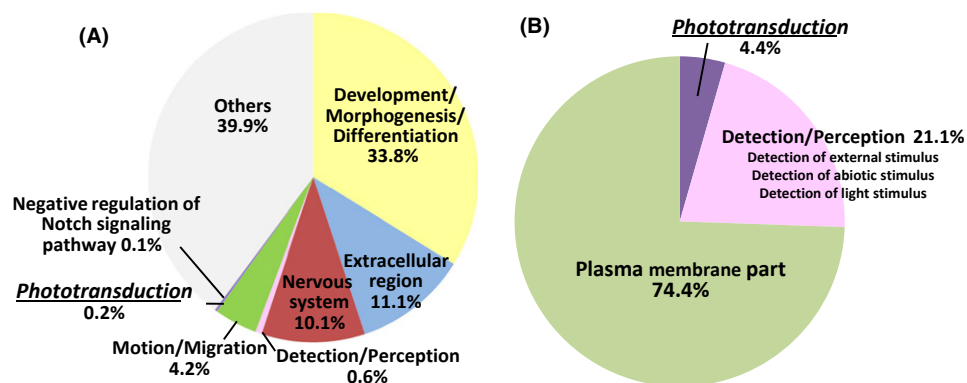 (A)
Others
39.9%
Development/
Morphogenesis/
Differentiation
33.8%
Negative regulation of
Notch signaling
pathway 0.1%
Phototransduction
0.2%
Motion/Migration
4.2%
Nervous
system
10.1%
Extracellular
region
11.1%
Detection/Perception
0.6%
(B)
Phototransduction
4.4%
Detection/Perception 21.1%
Detection of external stimulus
Detection of abiotic stimulus
Detection of light stimulus
Plasma membrane part
74.4%